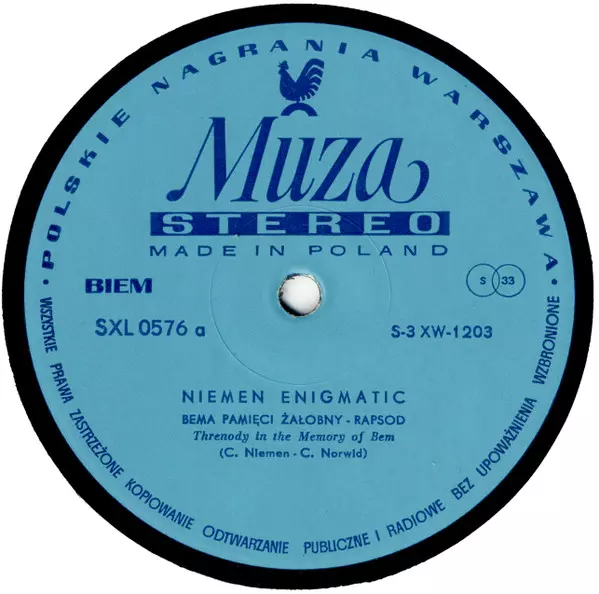 • POLSKIE NAGRANIA WARSZAWA •
Muza
STEREO
MADE IN POLAND
BIEM
S 33
SXL 0576 a
S-3 XW-1203
NIEMEN ENIGMATIC
BEMA PAMIĘCI ŻAŁOBNY - RAPSOD
Threnody in the Memory of Bem
(C. Niemen - C. Norwid)
WSZYSTKIE PRAWA ZASTRZEŻONE KOPIOWANIE ODTWARZANIE PUBLICZNE I RADIOWE BEZ UPOWAŻNIENIA WZBRONIONE